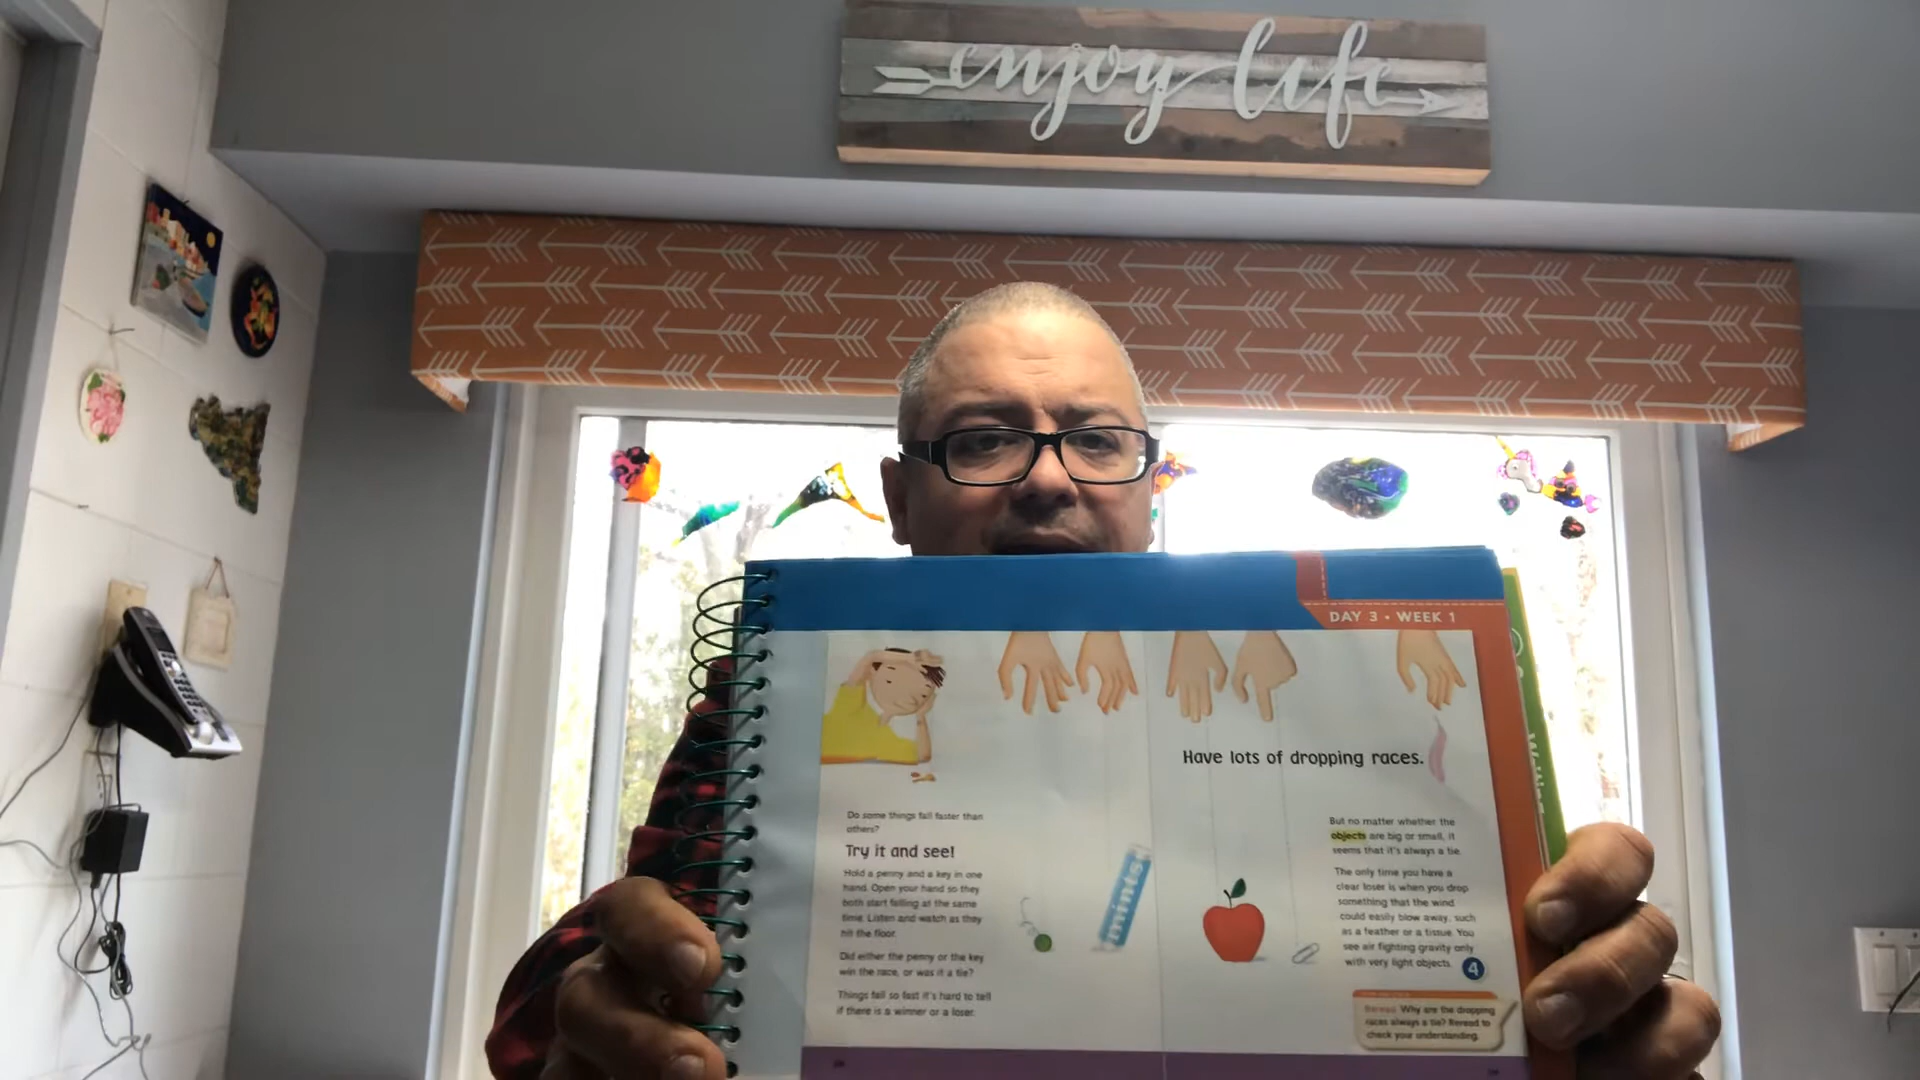 enjoy life
DAY 3 • WEEK 1
Do some things fall faster than
others?
Try it and see!
Hold a penny and a key in one
hand. Open your hand so they
both start falling at the same
time. Listen and watch as they
hit the floor.
Did either the penny or the key
win the race, or was it a tie?
Things fall so fast it's hard to tell
if there is a winner or a loser.
mints
Have lots of dropping races.
But no matter whether the
objects are big or small, it
seems that it's always a tie.
The only time you have a
clear loser is when you drop
something that the wind
could easily blow away, such
as a feather or a tissue. You
see air fighting gravity only
with very light objects.
4
Reread Why are the dropping
races always a tie? Reread to
check your understanding.